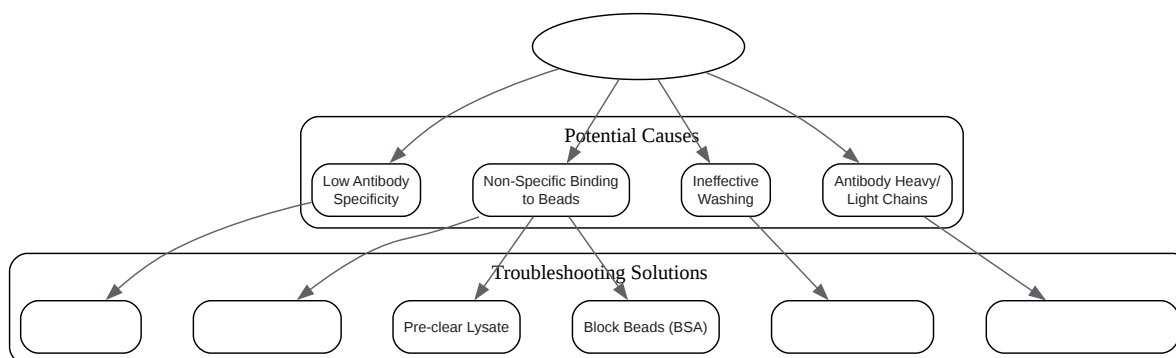 Potential Causes
Low Antibody
Specificity
Non-Specific Binding
to Beads
Ineffective
Washing
Antibody Heavy/
Light Chains
Troubleshooting Solutions
Pre-clear Lysate
Block Beads (BSA)